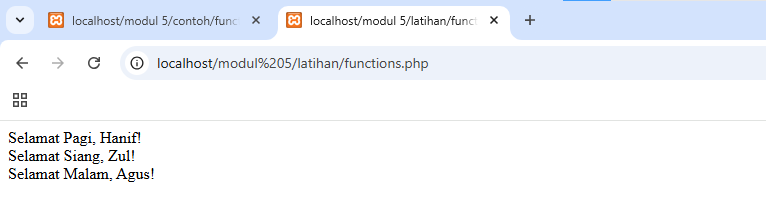 localhost/modul 5/contoh/func
localhost/modul 5/latihan/funct
localhost/modul%205/latihan/functions.php
Selamat Pagi, Hanif!
Selamat Siang, Zul!
Selamat Malam, Agus!